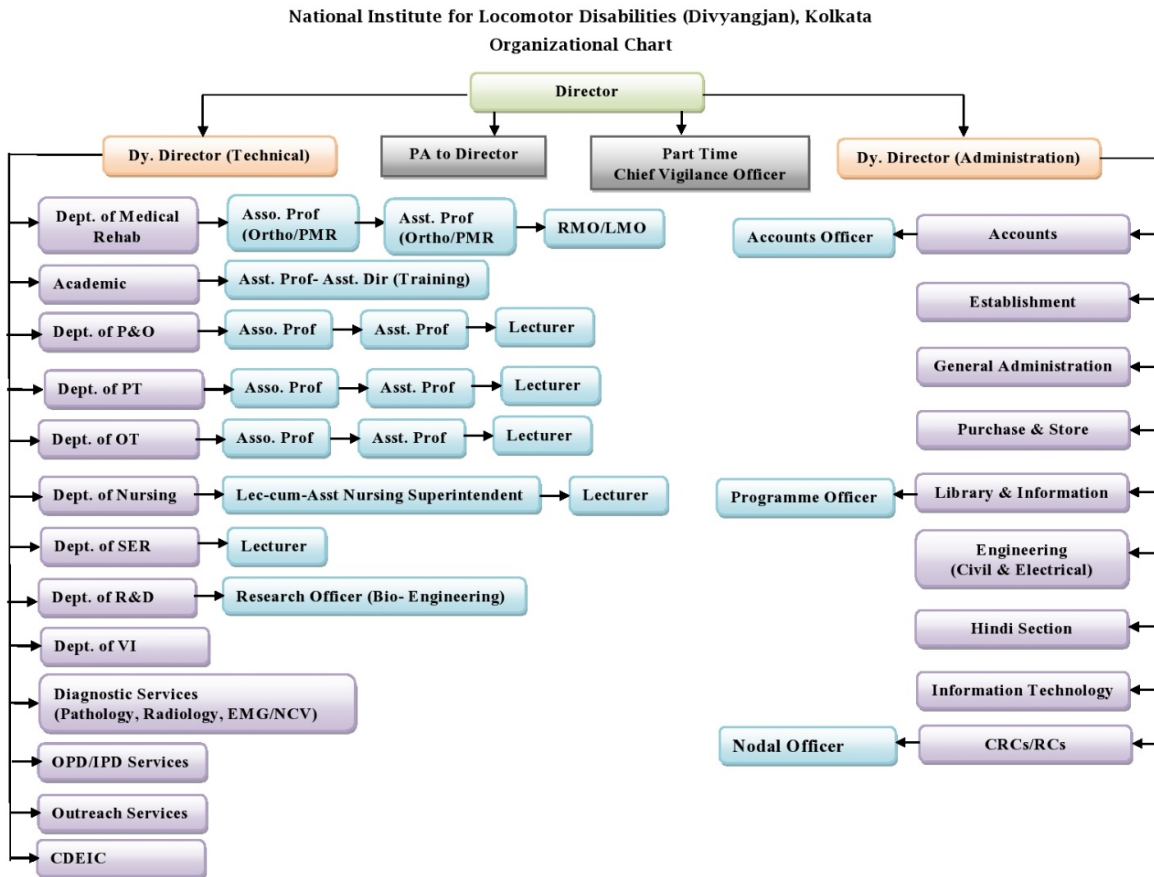 National Institute for Locomotor Disabilities (Divyangjan), Kolkata
Organizational Chart
Director
Dy. Director (Technical)
PA to Director
Part Time
Chief Vigilance Officer
Dy. Director (Administration)
Dept. of Medical
Rehab
Asso. Prof
(Ortho/PMR
Asst. Prof
(Ortho/PMR
RMO/LMO
Academic
Asst. Prof- Asst. Dir (Training)
Dept. of P&O
Asso. Prof
Asst. Prof
Lecturer
Dept. of PT
Asso. Prof
Asst. Prof
Lecturer
Dept. of OT
Asso. Prof
Asst. Prof
Lecturer
Dept. of Nursing
Lec-cum-Asst Nursing Superintendent
Lecturer
Dept. of SER
Lecturer
Dept. of R&D
Research Officer (Bio- Engineering)
Dept. of VI
Diagnostic Services
(Pathology, Radiology, EMG/NCV)
OPD/IPD Services
Outreach Services
CDEIC
Accounts Officer
Accounts
Establishment
General Administration
Purchase & Store
Programme Officer
Library & Information
Engineering
(Civil & Electrical)
Hindi Section
Information Technology
Nodal Officer
CRCs/RCs